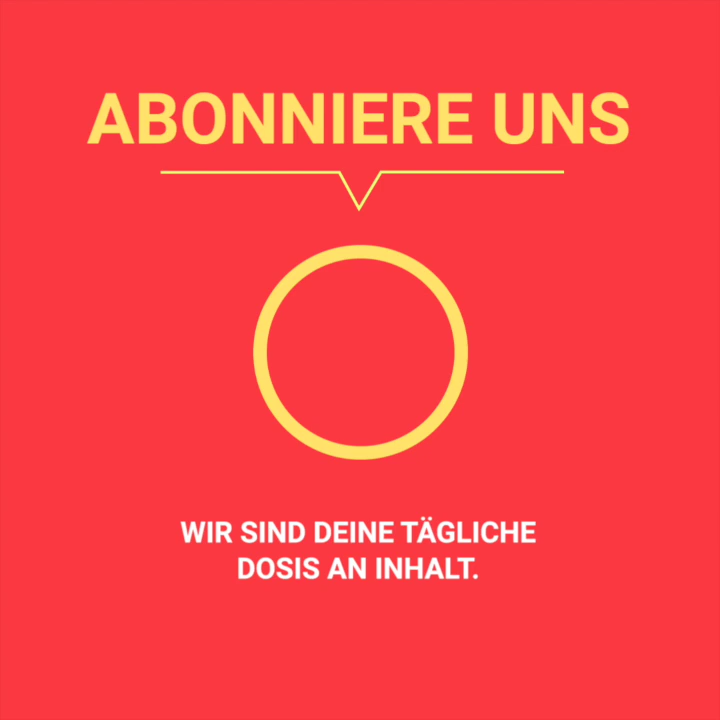 ABONNIERE UNS
WIR SIND DEINE TÄGLICHE
DOSIS AN INHALT.